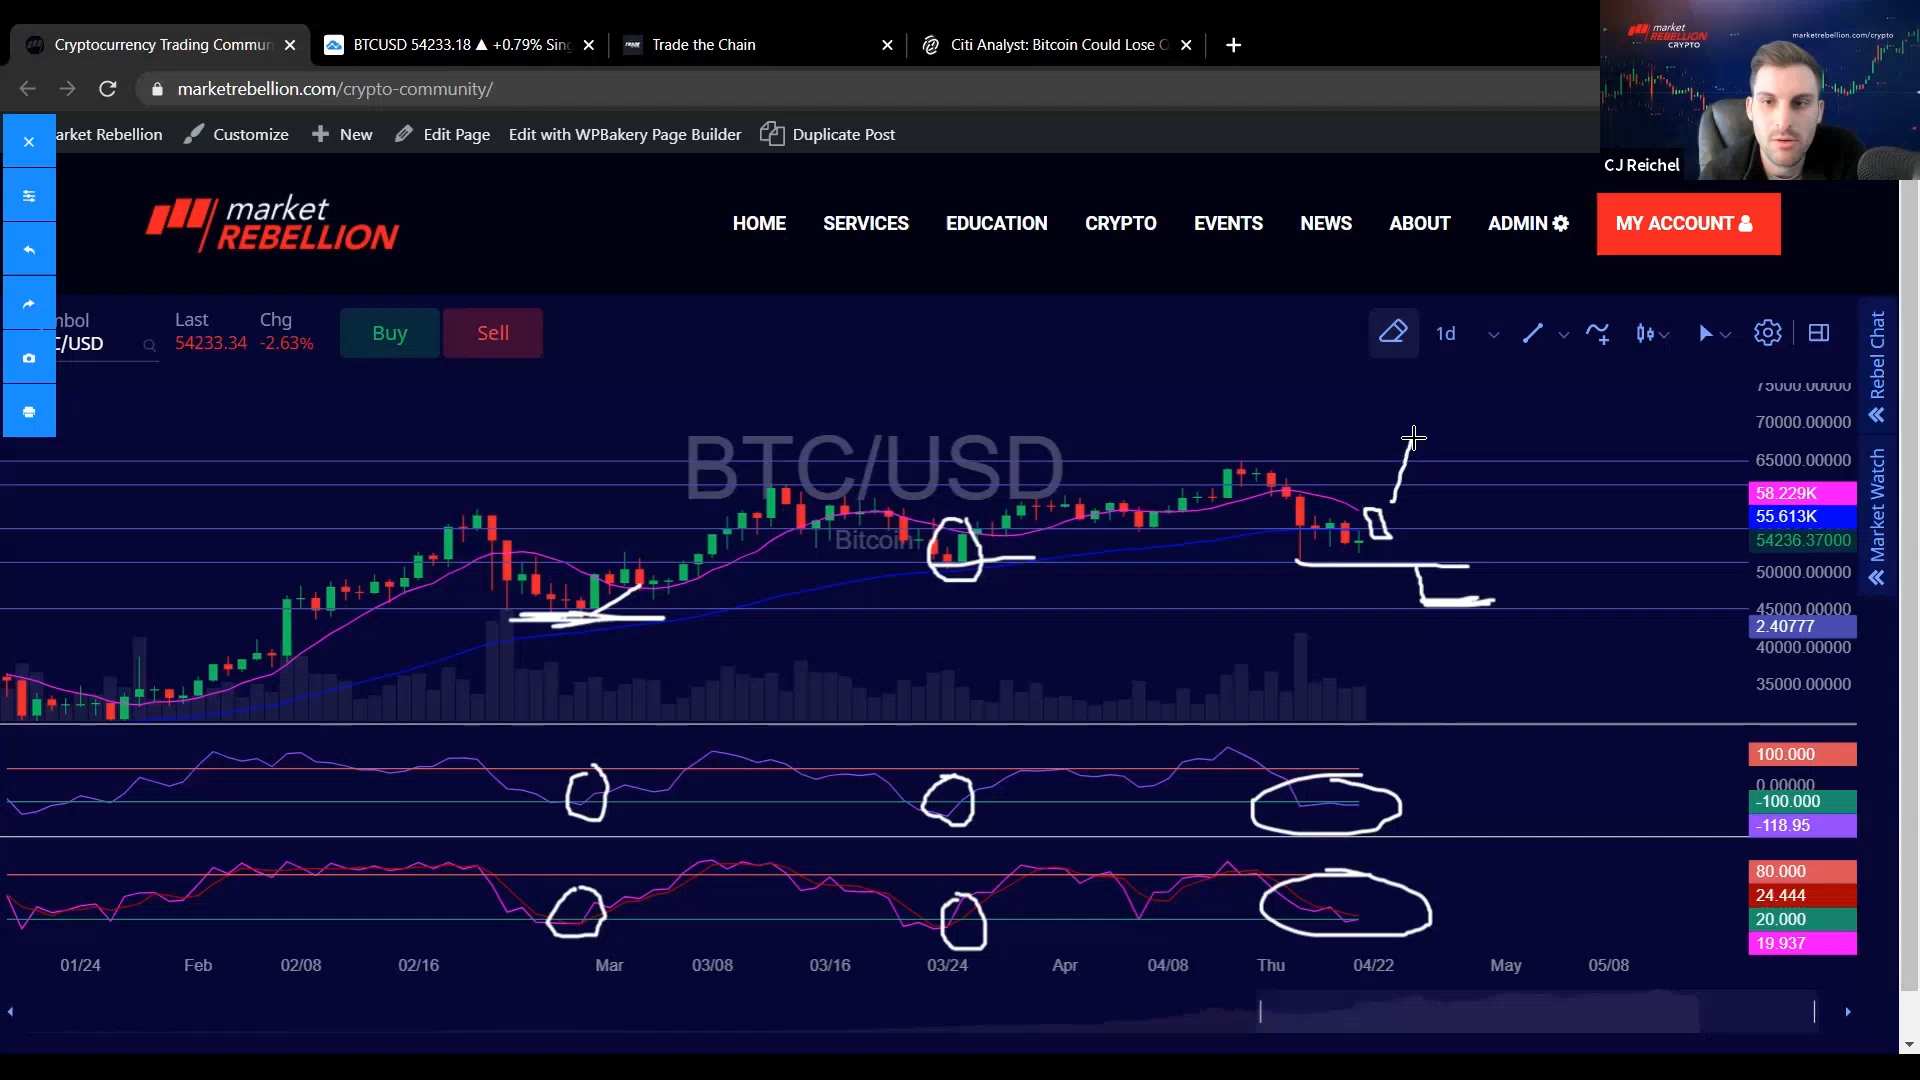 Cryptocurrency Trading Commun
BTCUSD 54233.18 ▲ +0.79% Sin
Trade the Chain
Citi Analyst: Bitcoin Could Lose
marketrebellion.com/crypto-community/
arket Rebellion
Customize
New
Edit Page
Edit with WPBakery Page Builder
Duplicate Post
market
REBELLION
CRYPTO
marketrebellion.com/crypto
CJ Reichel
market
REBELLION
HOME
SERVICES
EDUCATION
CRYPTO
EVENTS
NEWS
ABOUT
ADMIN
MY ACCOUNT
mbol
C/USD
Last
54233.34
Chg
-2.63%
Buy
Sell
1d
Rebel Chat
Market Watch
BTC/USD
Bitcoin
75000.00000
70000.00000
65000.00000
58.229K
55.613K
54236.37000
50000.00000
45000.00000
2.40777
40000.00000
35000.00000
100.000
0.00000
-100.000
-118.95
80.000
24.444
20.000
19.937
01/24
Feb
02/08
02/16
Mar
03/08
03/16
03/24
Apr
04/08
Thu
04/22
May
05/08